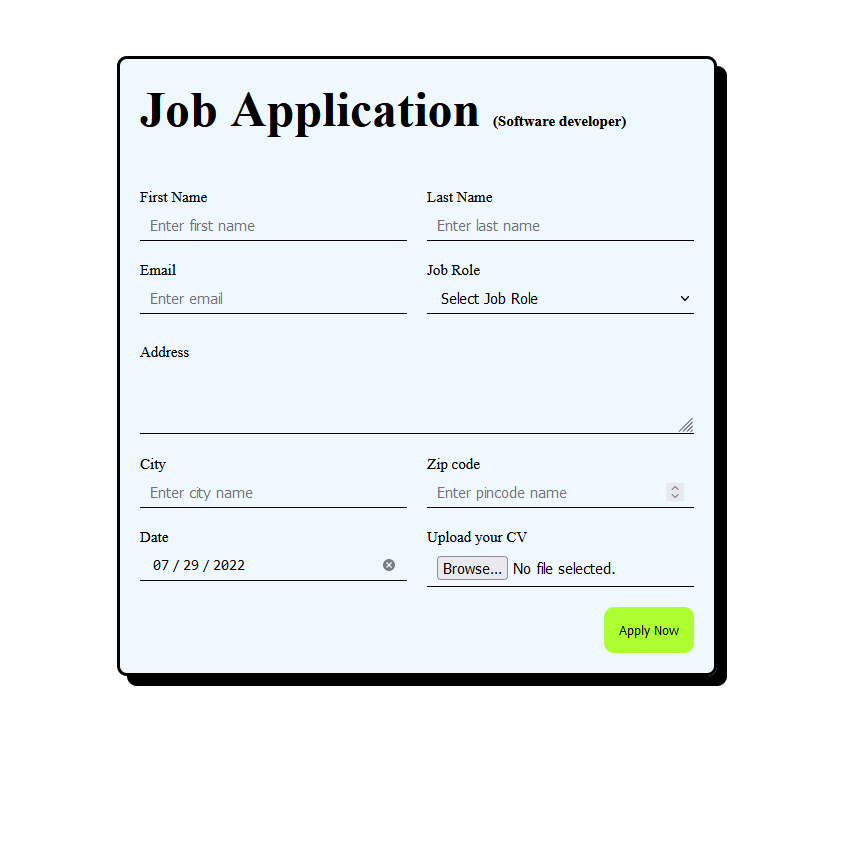 Job Application (Software developer)
First Name Last Name
Enter first name Enter last name
Email Job Role
Enter email Select Job Role
Address
City Zip code
Enter city name Enter pincode name
Date Upload your CV
07 / 29 / 2022 Browse... No file selected.
Apply Now